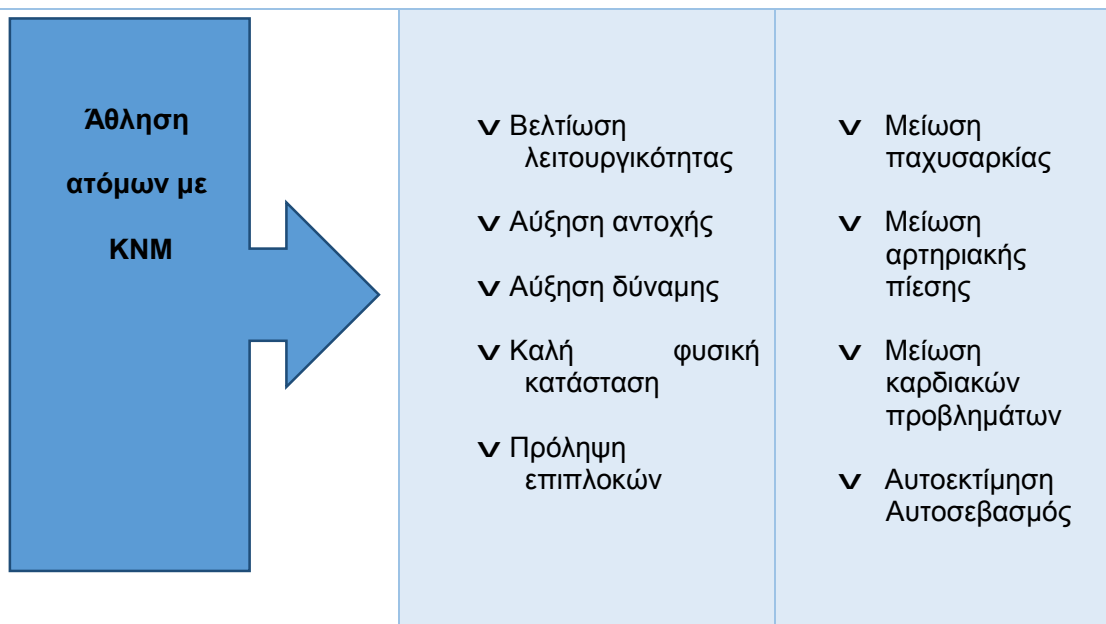 Άθληση
ατόμων με
ΚΝΜ
v Βελτίωση
λειτουργικότητας
v Αύξηση αντοχής
v Αύξηση δύναμης
v Καλή φυσική
κατάσταση
v Πρόληψη
επιπλοκών
v Μείωση
παχυσαρκίας
v Μείωση
αρτηριακής
πίεσης
v Μείωση
καρδιακών
προβλημάτων
v Αυτοεκτίμηση
Αυτοσεβασμός